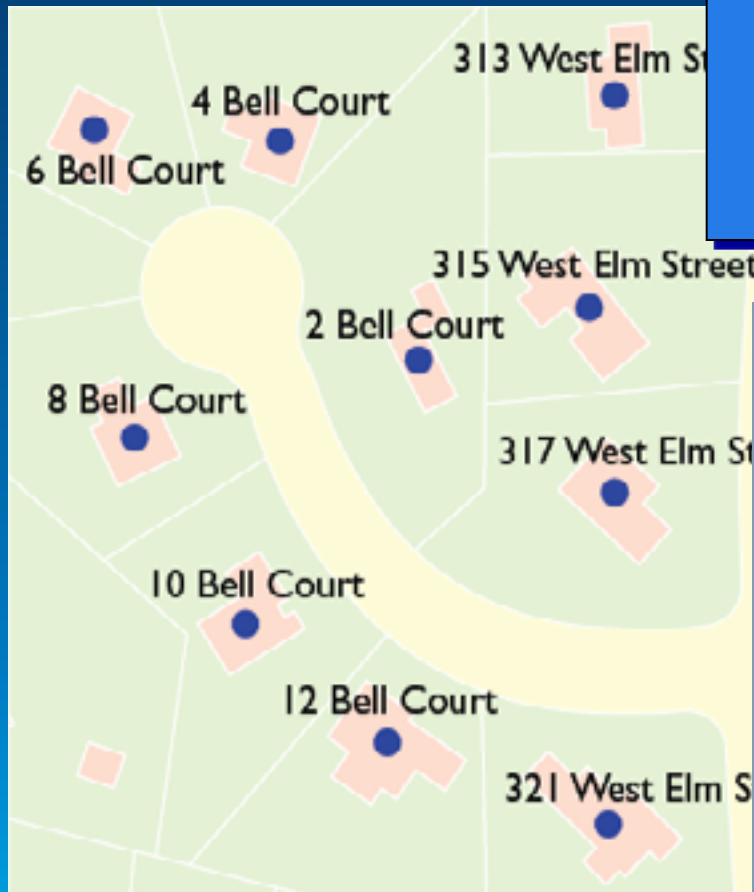 313 West Elm St
4 Bell Court
6 Bell Court
315 West Elm Street
2 Bell Court
8 Bell Court
317 West Elm St
10 Bell Court
12 Bell Court
321 West Elm S